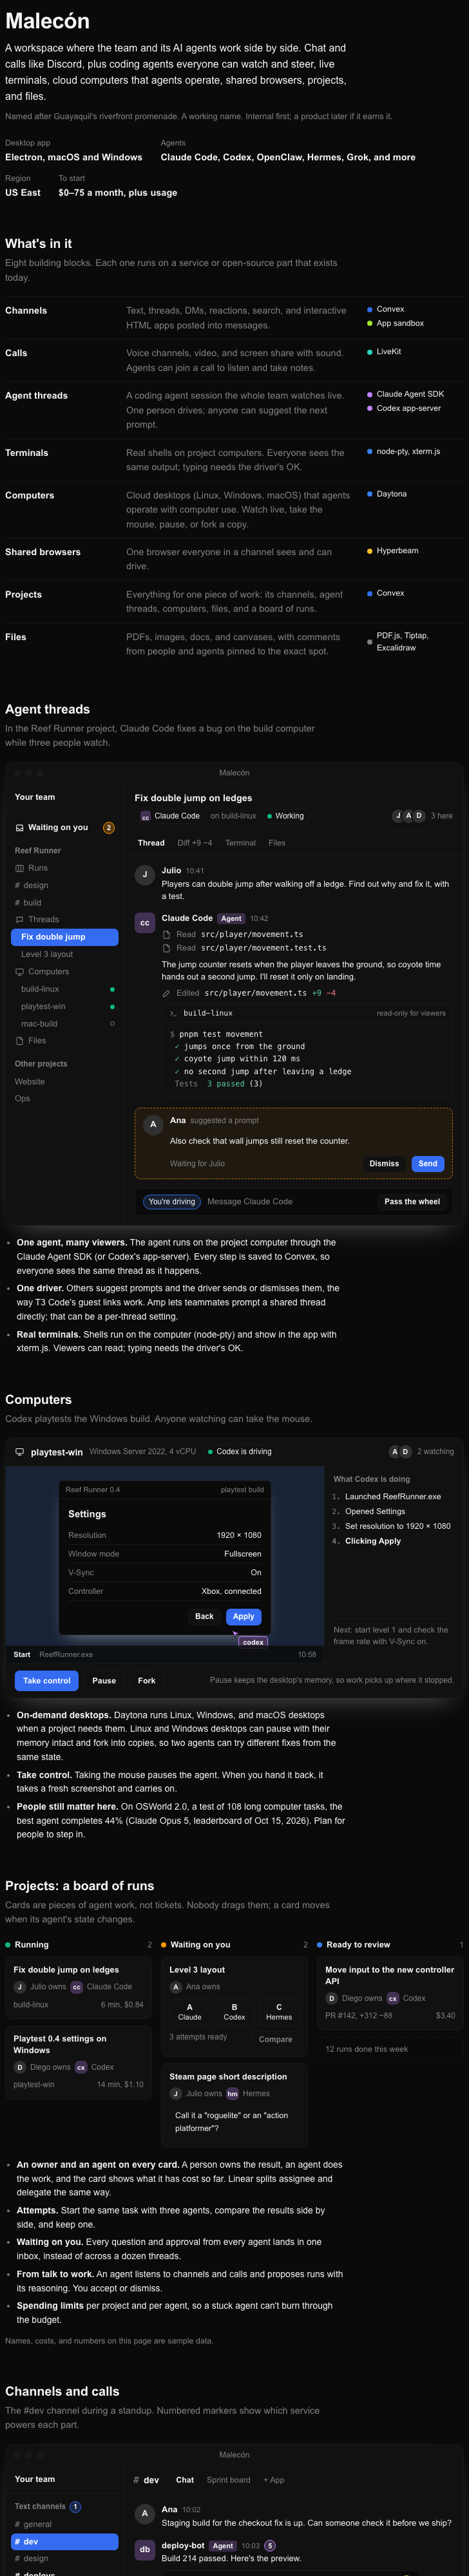 Malecón
A workspace where the team and its AI agents work side by side. Chat and
calls like Discord, plus coding agents everyone can watch and steer, live
terminals, cloud computers that agents operate, shared browsers, projects,
and files.
Named after Guayaquil's riverfront promenade. A working name. Internal first; a product later if it earns it.
Desktop app
Electron, macOS and Windows
Agents
Claude Code, Codex, OpenClaw, Hermes, Grok, and more
Region
US East
To start
$0–75 a month, plus usage
What's in it
Eight building blocks. Each one runs on a service or open-source part that exists
today.
Channels
Text, threads, DMs, reactions, search, and interactive
HTML apps posted into messages.
Convex
App sandbox
Calls
Voice channels, video, and screen share with sound.
Agents can join a call to listen and take notes.
LiveKit
Agent threads
A coding agent session the whole team watches live.
One person drives; anyone can suggest the next
prompt.
Claude Agent SDK
Codex app-server
Terminals
Real shells on project computers. Everyone sees the
same output; typing needs the driver's OK.
node-pty, xterm.js
Computers
Cloud desktops (Linux, Windows, macOS) that agents
operate with computer use. Watch live, take the
mouse, pause, or fork a copy.
Daytona
Shared browsers
One browser everyone in a channel sees and can
drive.
Hyperbeam
Projects
Everything for one piece of work: its channels, agent
threads, computers, files, and a board of runs.
Convex
Files
PDFs, images, docs, and canvases, with comments
from people and agents pinned to the exact spot.
PDF.js, Tiptap,
Excalidraw
Agent threads
In the Reef Runner project, Claude Code fixes a bug on the build computer
while three people watch.
Malecón
Your team
Waiting on you 2
Reef Runner
Runs
# design
# build
Threads
Fix double jump
Level 3 layout
Computers
build-linux
playtest-win
mac-build
Files
Other projects
Website
Ops
Fix double jump on ledges
cc Claude Code on build-linux Working
J A D 3 here
Thread Diff +9 −4 Terminal Files
J
Julio 10:41
Players can double jump after walking off a ledge. Find out why and fix it, with
a test.
cc
Claude Code Agent 10:42
Read src/player/movement.ts
Read src/player/movement.test.ts
The jump counter resets when the player leaves the ground, so coyote time
hands out a second jump. I'll reset it only on landing.
Edited src/player/movement.ts +9 −4
build-linux read-only for viewers
$ pnpm test movement
✓ jumps once from the ground
✓ coyote jump within 120 ms
✓ no second jump after leaving a ledge
Tests 3 passed (3)
A
Ana suggested a prompt
Also check that wall jumps still reset the counter.
Waiting for Julio Dismiss Send
You're driving Message Claude Code Pass the wheel
One agent, many viewers. The agent runs on the project computer through the
Claude Agent SDK (or Codex's app-server). Every step is saved to Convex, so
everyone sees the same thread as it happens.
One driver. Others suggest prompts and the driver sends or dismisses them, the
way T3 Code's guest links work. Amp lets teammates prompt a shared thread
directly; that can be a per-thread setting.
Real terminals. Shells run on the computer (node-pty) and show in the app with
xterm.js. Viewers can read; typing needs the driver's OK.
Computers
Codex playtests the Windows build. Anyone watching can take the mouse.
playtest-win Windows Server 2022, 4 vCPU Codex is driving
A D 2 watching
Reef Runner 0.4 playtest build
Settings
Resolution 1920 × 1080
Window mode Fullscreen
V-Sync On
Controller Xbox, connected
Back Apply
codex
Start ReefRunner.exe 10:58
What Codex is doing
1. Launched ReefRunner.exe
2. Opened Settings
3. Set resolution to 1920 × 1080
4. Clicking Apply
Next: start level 1 and check the
frame rate with V-Sync on.
Take control Pause Fork
Pause keeps the desktop's memory, so work picks up where it stopped.
On-demand desktops. Daytona runs Linux, Windows, and macOS desktops
when a project needs them. Linux and Windows desktops can pause with their
memory intact and fork into copies, so two agents can try different fixes from the
same state.
Take control. Taking the mouse pauses the agent. When you hand it back, it
takes a fresh screenshot and carries on.
People still matter here. On OSWorld 2.0, a test of 108 long computer tasks, the
best agent completes 44% (Claude Opus 5, leaderboard of Oct 15, 2026). Plan for
people to step in.
Projects: a board of runs
Cards are pieces of agent work, not tickets. Nobody drags them; a card moves
when its agent's state changes.
Running 2
Fix double jump on ledges
J Julio owns cc Claude Code
build-linux 6 min, $0.84
Playtest 0.4 settings on
Windows
D Diego owns cx Codex
playtest-win 14 min, $1.10
Waiting on you 2
Level 3 layout
A Ana owns
A Claude
B Codex
C Hermes
3 attempts ready Compare
Steam page short description
J Julio owns hm Hermes
Call it a "roguelite" or an "action
platformer"?
Ready to review 1
Move input to the new controller
API
D Diego owns cx Codex
PR #142, +312 −88 $3.40
12 runs done this week
An owner and an agent on every card. A person owns the result, an agent does
the work, and the card shows what it has cost so far. Linear splits assignee and
delegate the same way.
Attempts. Start the same task with three agents, compare the results side by
side, and keep one.
Waiting on you. Every question and approval from every agent lands in one
inbox, instead of across a dozen threads.
From talk to work. An agent listens to channels and calls and proposes runs with
its reasoning. You accept or dismiss.
Spending limits per project and per agent, so a stuck agent can't burn through
the budget.
Names, costs, and numbers on this page are sample data.
Channels and calls
The #dev channel during a standup. Numbered markers show which service
powers each part.
Malecón
Your team
Text channels 1
# general
# dev
# design
# dev Chat Sprint board + App
A
Ana 10:02
Staging build for the checkout fix is up. Can someone check it before we ship?
db
deploy-bot Agent 10:03 5
Build 214 passed. Here's the preview.